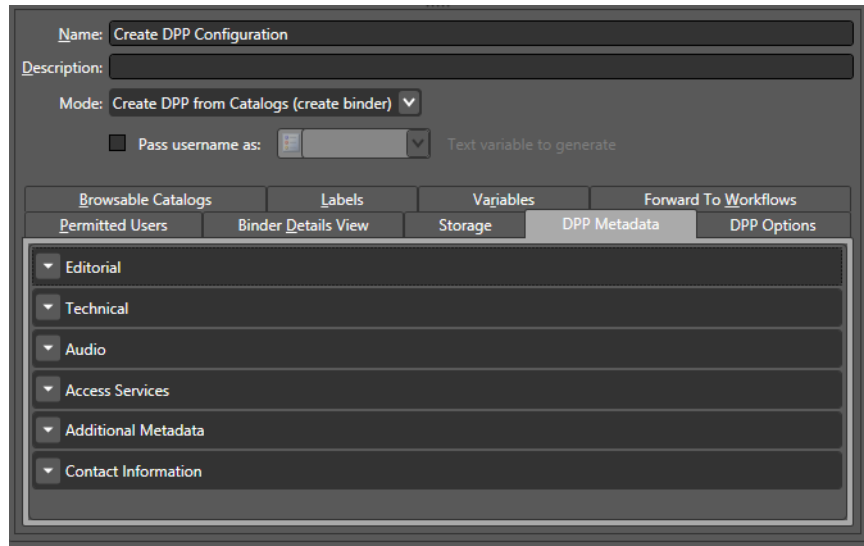 Name: Create DPP Configuration
Description:
Mode: Create DPP from Catalogs (create binder)
Pass username as: Text variable to generate
Browsable Catalogs Labels Variables Forward To Workflows
Permitted Users Binder Details View Storage DPP Metadata DPP Options
Editorial
Technical
Audio
Access Services
Additional Metadata
Contact Information